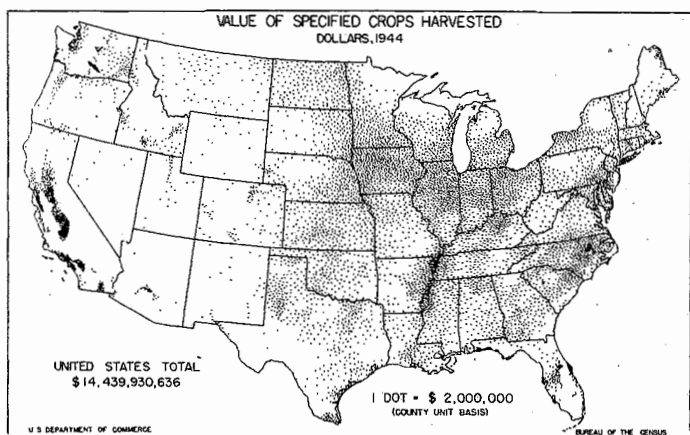 VALUE OF SPECIFIED CROPS HARVESTED
DOLLARS, 1944
UNITED STATES TOTAL
$14,439,930,636
1 DOT = $ 2,000,000
(COUNTY UNIT BASIS)
U S DEPARTMENT OF COMMERCE
BUREAU OF THE CENSUS